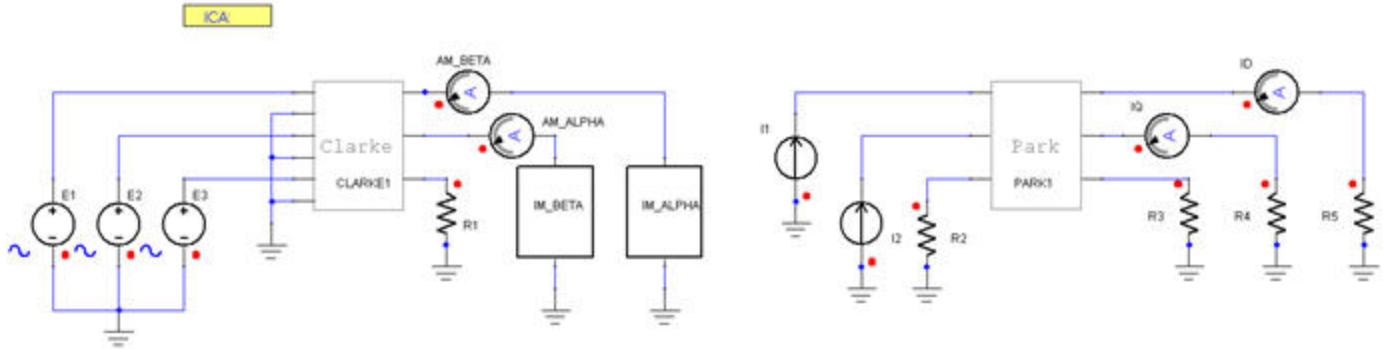 ICA:
AM_BETA
A
AM_ALPHA
A
Clarke
CLARKE1
E1
E2
E3
R1
IM_BETA
IM_ALPHA
ID
A
IQ
A
I1
Park
PARK1
I2
R2
R3
R4
R5